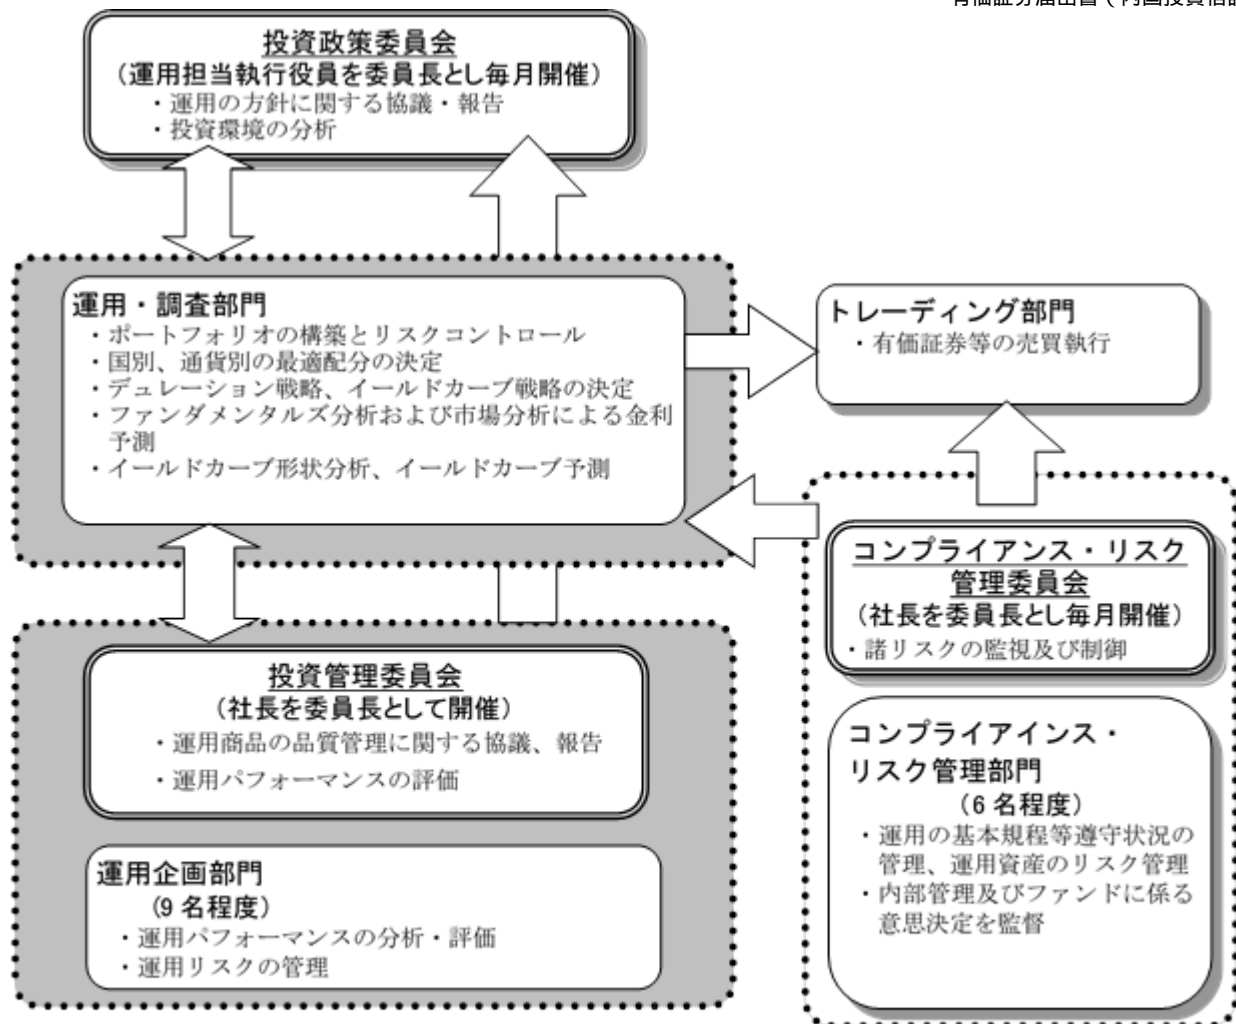 投資政策委員会
（運用担当執行役員を委員長とし毎月開催）
・運用の方針に関する協議・報告
・投資環境の分析
運用・調査部門
・ポートフォリオの構築とリスクコントロール
・国別、通貨別の最適配分の決定
・デュレーション戦略、イールドカーブ戦略の決定
・ファンダメンタルズ分析および市場分析による金利
予測
・イールドカーブ形状分析、イールドカーブ予測
トレーディング部門
・有価証券等の売買執行
コンプライアンス・リスク
管理委員会
（社長を委員長とし毎月開催）
・諸リスクの監視及び制御
投資管理委員会
（社長を委員長として開催）
・運用商品の品質管理に関する協議、報告
・運用パフォーマンスの評価
コンプライアインス・
リスク管理部門
（6 名程度）
・運用の基本規程等遵守状況の
管理、運用資産のリスク管理
・内部管理及びファンドに係る
意思決定を監督
運用企画部門
（9 名程度）
・運用パフォーマンスの分析・評価
・運用リスクの管理